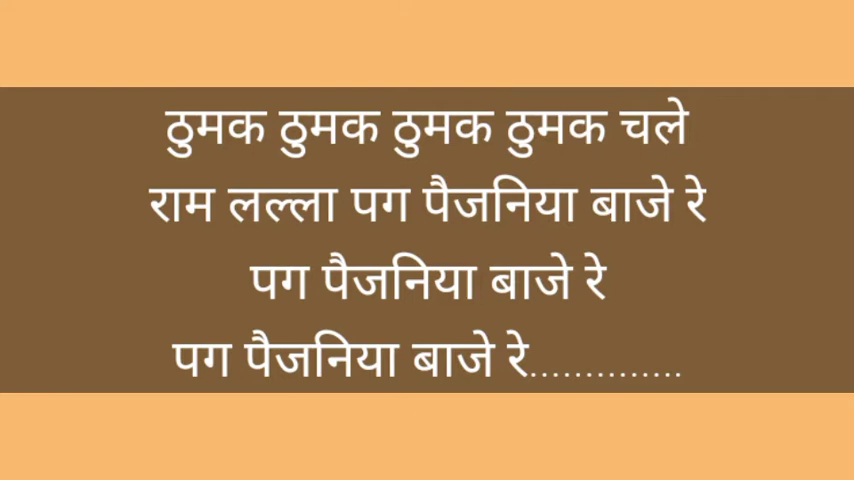 ठुमक ठुमक ठुमक ठुमक चले
राम लल्ला पग पैजनिया बाजे रे
पग पैजनिया बाजे रे
पग पैजनिया बाजे रे..............